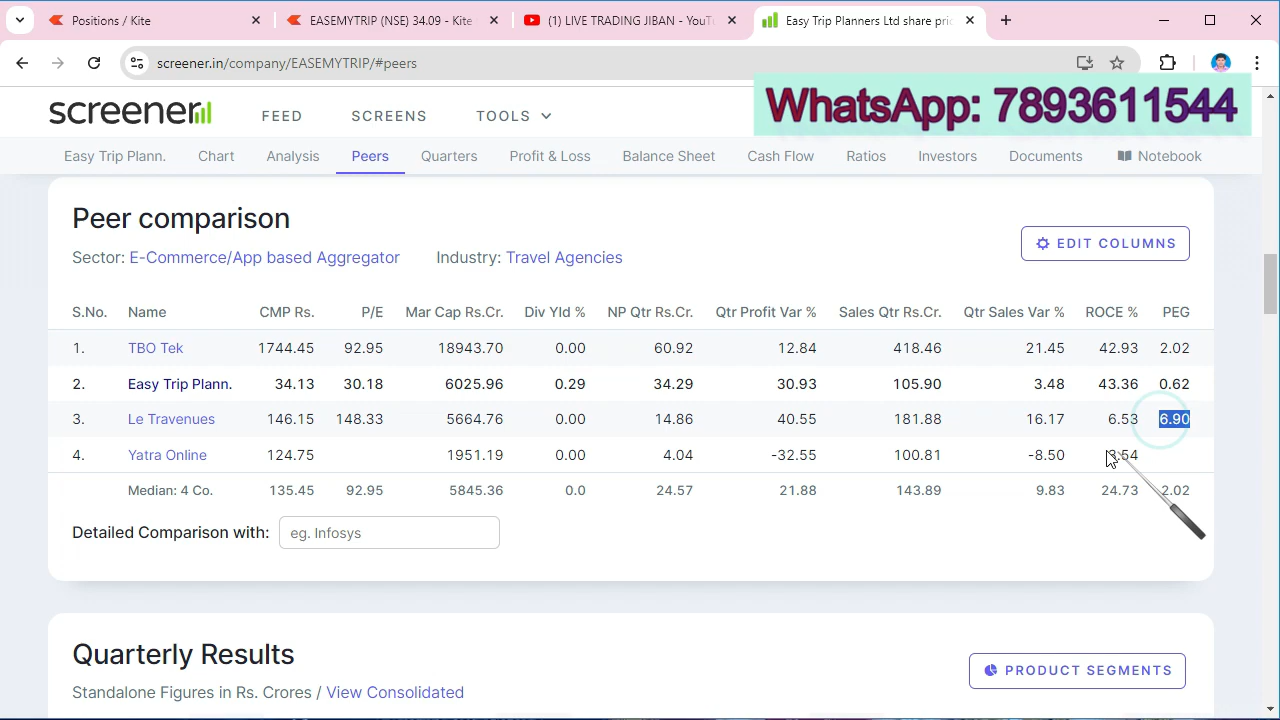 Positions / Kite
EASEMYTRIP (NSE) 34.09 - Kite
(1) LIVE TRADING JIBAN - YouTu
Easy Trip Planners Ltd share pric
screener.in/company/EASEMYTRIP/#peers
WhatsApp: 7893611544
screener
FEED SCREENS TOOLS
Easy Trip Plann. Chart Analysis Peers Quarters Profit & Loss Balance Sheet Cash Flow Ratios Investors Documents Notebook
Peer comparison
Sector: E-Commerce/App based Aggregator Industry: Travel Agencies
EDIT COLUMNS
S.No. Name CMP Rs. P/E Mar Cap Rs.Cr. Div Yld % NP Qtr Rs.Cr. Qtr Profit Var % Sales Qtr Rs.Cr. Qtr Sales Var % ROCE % PEG
1. TBO Tek 1744.45 92.95 18943.70 0.00 60.92 12.84 418.46 21.45 42.93 2.02
2. Easy Trip Plann. 34.13 30.18 6025.96 0.29 34.29 30.93 105.90 3.48 43.36 0.62
3. Le Travenues 146.15 148.33 5664.76 0.00 14.86 40.55 181.88 16.17 6.53 6.90
4. Yatra Online 124.75 1951.19 0.00 4.04 -32.55 100.81 -8.50
Median: 4 Co. 135.45 92.95 5845.36 0.0 24.57 21.88 143.89 9.83 24.73 2.02
Detailed Comparison with: eg. Infosys
Quarterly Results
PRODUCT SEGMENTS
Standalone Figures in Rs. Crores / View Consolidated